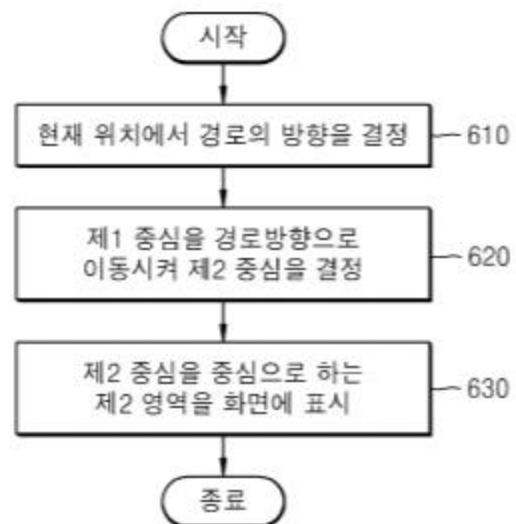 시작
현재 위치에서 경로의 방향을 결정
610
제1 중심을 경로방향으로
이동시켜 제2 중심을 결정
620
제2 중심을 중심으로 하는
제2 영역을 화면에 표시
630
종료